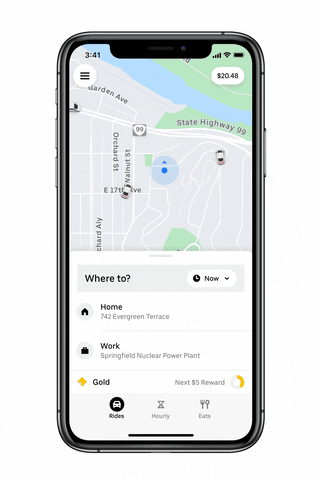 3:41
$20.48
Garden Ave
State Highway 99
99
Orchard St
Walnut St
E 17th Ave
chard Aly
Where to?
Now
Home
742 Evergreen Terrace
Work
Springfield Nuclear Power Plant
Gold
Next $5 Reward
Rides
Hourly
Eats